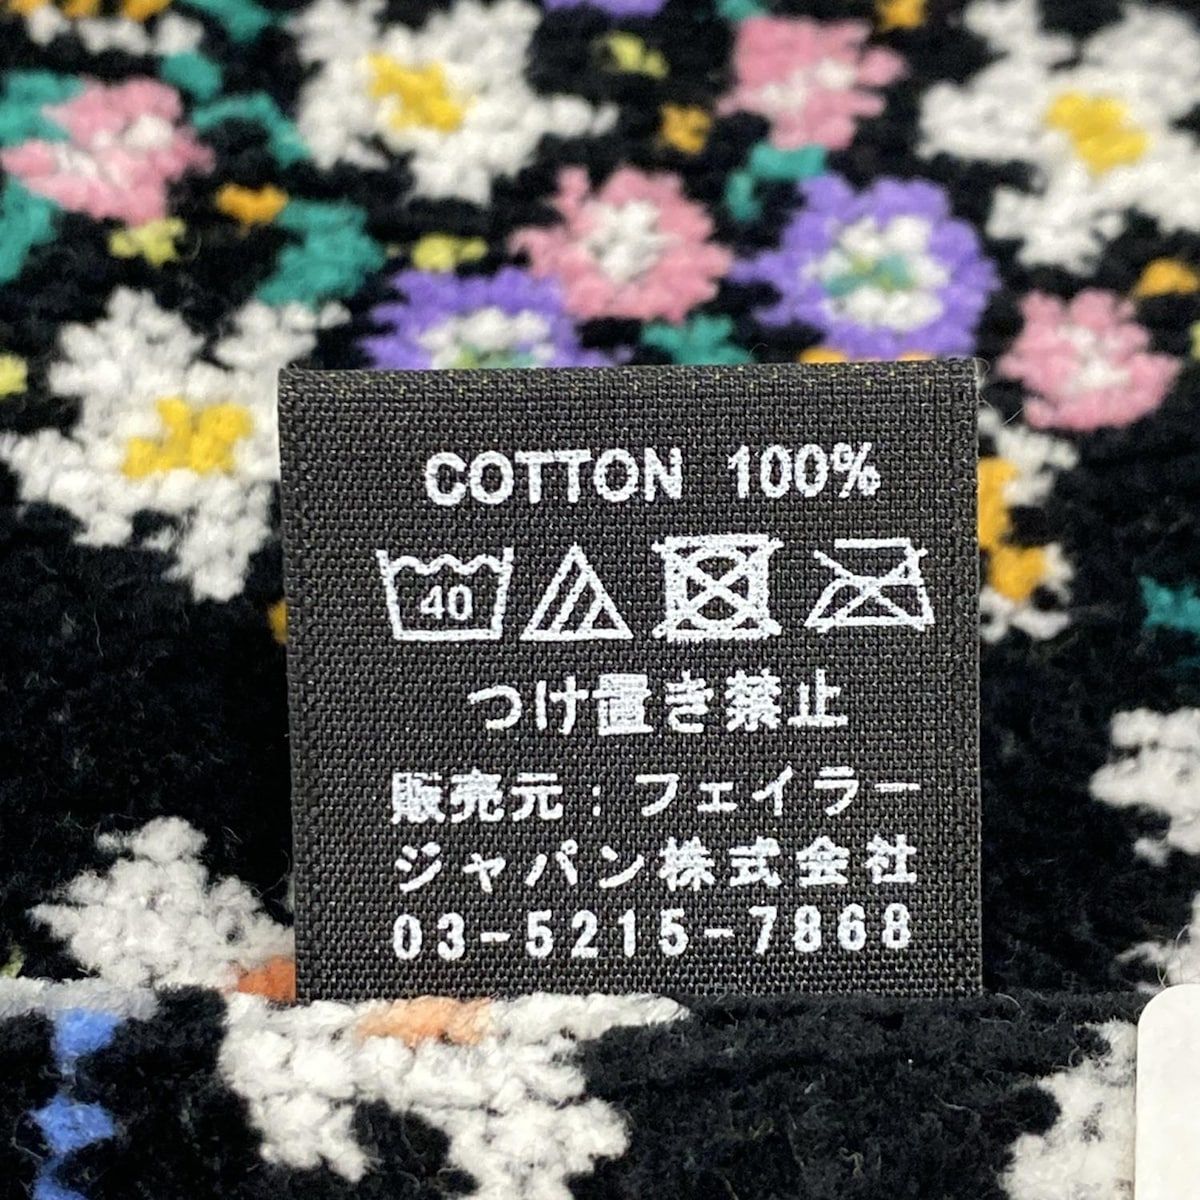 COTTON 100%
40
つけ置き禁止
販売元:フェイラー
ジャパン株式会社
03-5215-7868